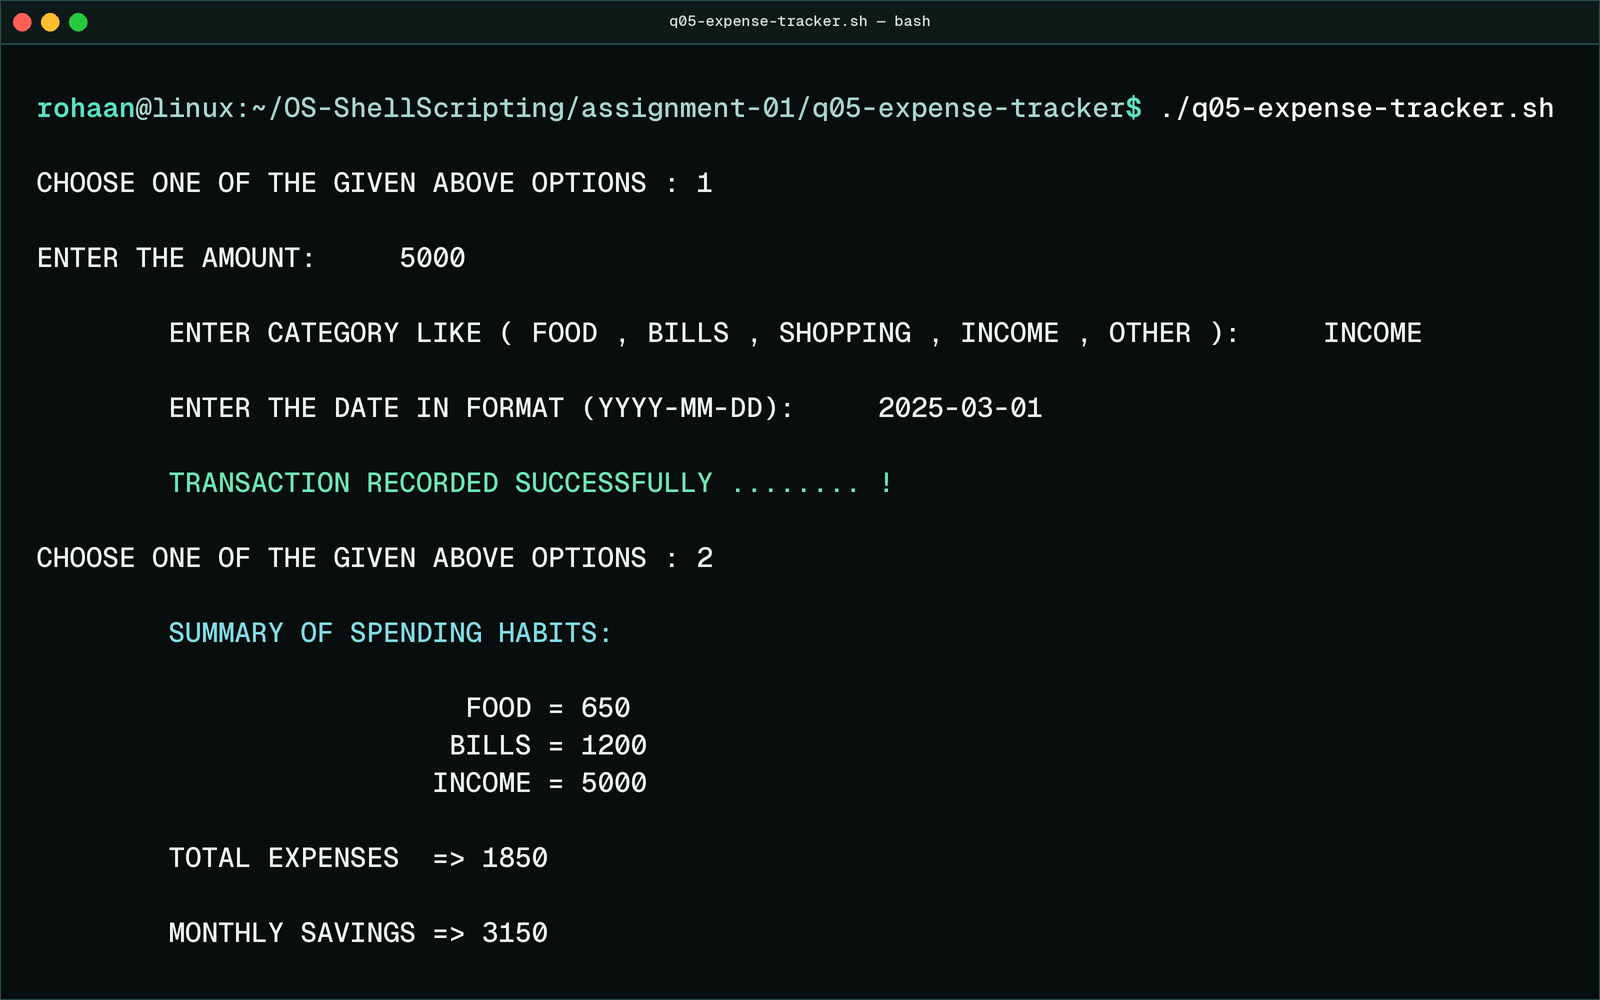 q05-expense-tracker.sh — bash
rohaan@linux:~/OS-ShellScripting/assignment-01/q05-expense-tracker$ ./q05-expense-tracker.sh
CHOOSE ONE OF THE GIVEN ABOVE OPTIONS : 1
ENTER THE AMOUNT:     5000
ENTER CATEGORY LIKE ( FOOD , BILLS , SHOPPING , INCOME , OTHER ):     INCOME
ENTER THE DATE IN FORMAT (YYYY-MM-DD):     2025-03-01
TRANSACTION RECORDED SUCCESSFULLY ........ !
CHOOSE ONE OF THE GIVEN ABOVE OPTIONS : 2
SUMMARY OF SPENDING HABITS:
FOOD = 650
BILLS = 1200
INCOME = 5000
TOTAL EXPENSES  => 1850
MONTHLY SAVINGS => 3150